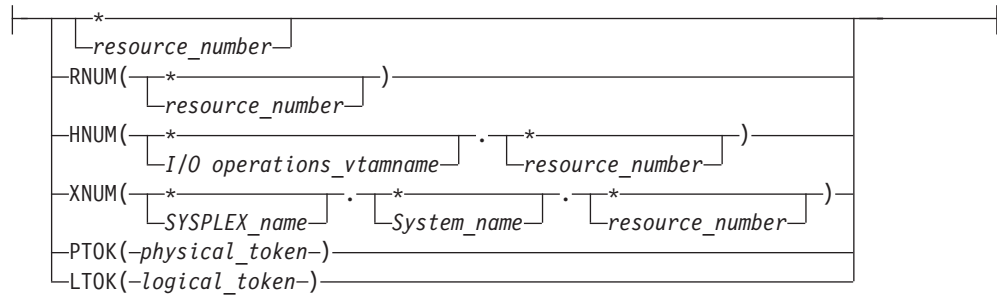 *
resource_number
RNUM( * )
resource_number
HNUM( * . * )
I/O operations_vtamname resource_number
XNUM( * . * . * )
SYSPLEX_name System_name resource_number
PTOK( physical_token )
LTOK( logical_token )